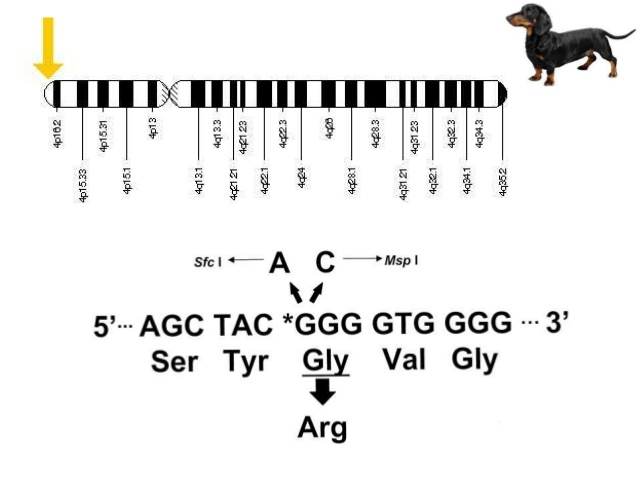 4p16.2
4p15.33
4p15.31
4p15.1
4p13
4q13.1
4q13.3
4q21.21
4q21.23
4q22.1
4q22.3
4q24
4q26
4q28.1
4q28.3
4q31.21
4q31.23
4q32.1
4q32.3
4q34.1
4q34.3
4q35.2
Sfc I A C Msp I
5’... AGC TAC *GGG GTG GGG ... 3’
Ser Tyr Gly Val Gly
Arg